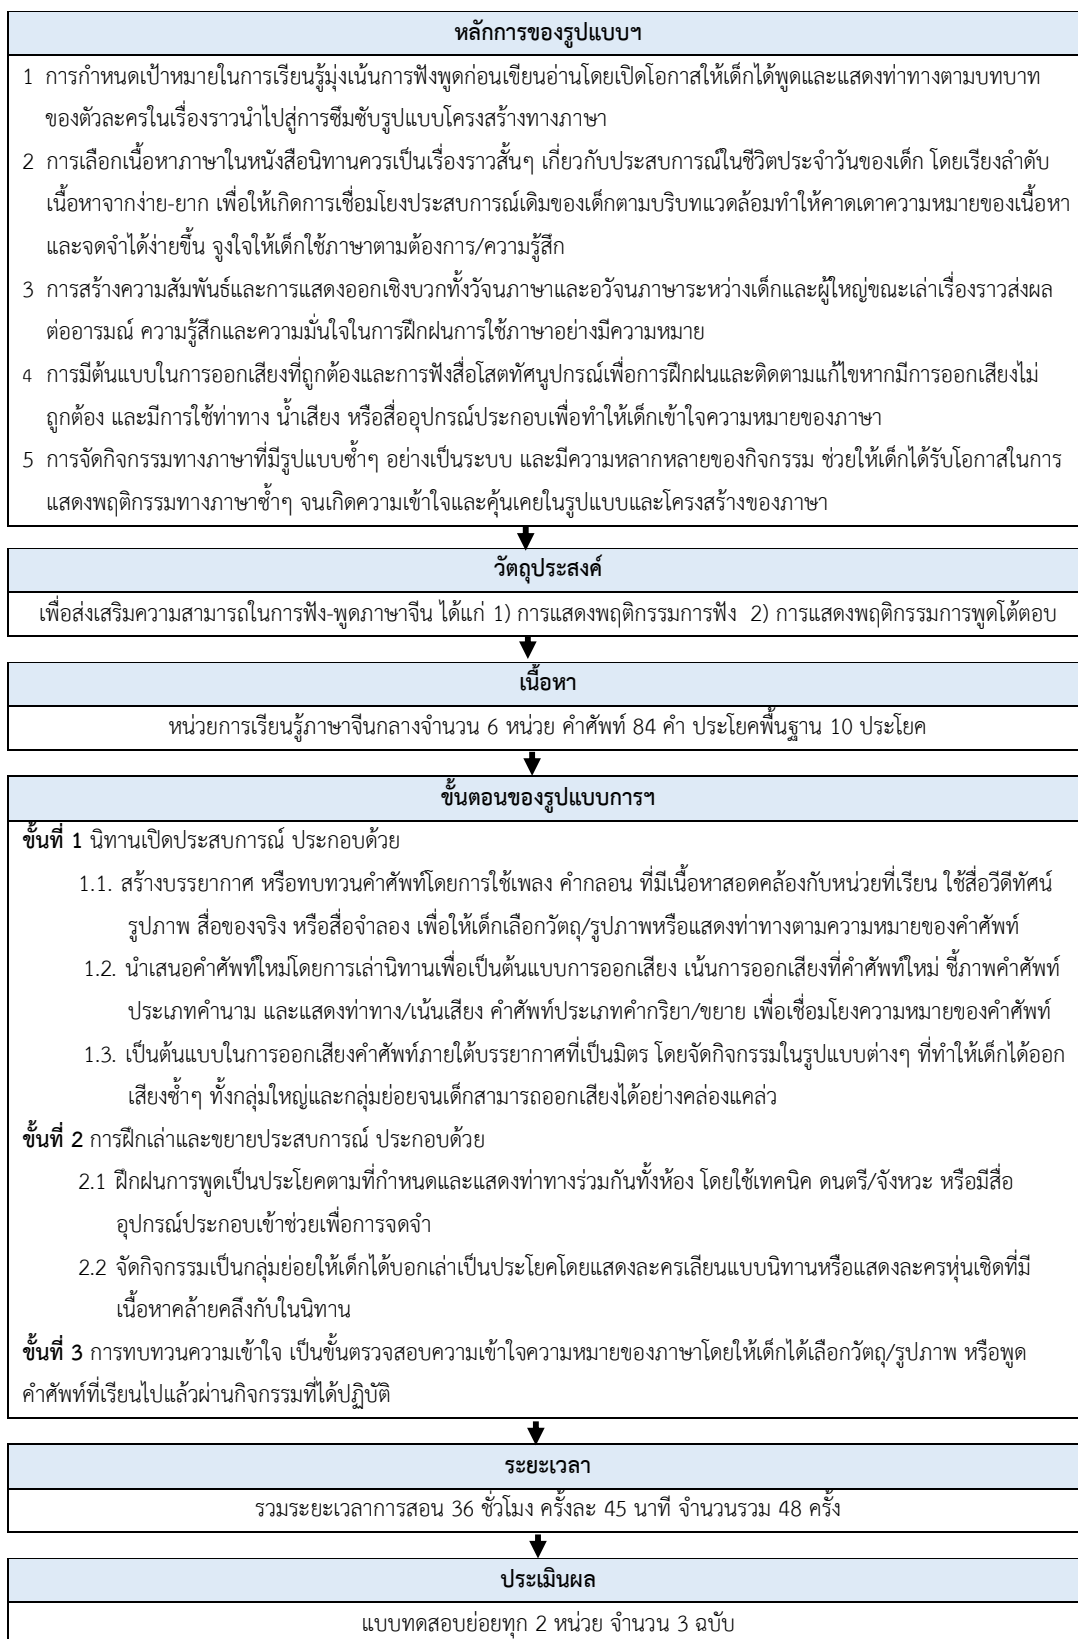 หลักการของรูปแบบฯ
1 การกำหนดเป้าหมายในการเรียนรู้มุ่งเน้นการฟังพูดก่อนเขียนอ่านโดยเปิดโอกาสให้เด็กได้พูดและแสดงท่าทางตามบทบาท
ของตัวละครในเรื่องราวนำไปสู่การซึมซับรูปแบบโครงสร้างทางภาษา
2 การเลือกเนื้อหาภาษาในหนังสือนิทานควรเป็นเรื่องราวสั้นๆ เกี่ยวกับประสบการณ์ในชีวิตประจำวันของเด็ก โดยเรียงลำดับ
เนื้อหาจากง่าย-ยาก เพื่อให้เกิดการเชื่อมโยงประสบการณ์เดิมของเด็กตามบริบทแวดล้อมทำให้คาดเดาความหมายของเนื้อหา
และจดจำได้ง่ายขึ้น จูงใจให้เด็กใช้ภาษาตามต้องการ/ความรู้สึก
3 การสร้างความสัมพันธ์และการแสดงออกเชิงบวกทั้งวัจนภาษาและอวัจนภาษาระหว่างเด็กและผู้ใหญ่ขณะเล่าเรื่องราวส่งผล
ต่ออารมณ์ ความรู้สึกและความมั่นใจในการฝึกฝนการใช้ภาษาอย่างมีความหมาย
4 การมีต้นแบบในการออกเสียงที่ถูกต้องและการฟังสื่อโสตทัศนูปกรณ์เพื่อการฝึกฝนและติดตามแก้ไขหากมีการออกเสียงไม่
ถูกต้อง และมีการใช้ท่าทาง น้ำเสียง หรือสื่ออุปกรณ์ประกอบเพื่อทำให้เด็กเข้าใจความหมายของภาษา
5 การจัดกิจกรรมทางภาษาที่มีรูปแบบซ้ำๆ อย่างเป็นระบบ และมีความหลากหลายของกิจกรรม ช่วยให้เด็กได้รับโอกาสในการ
แสดงพฤติกรรมทางภาษาซ้ำๆ จนเกิดความเข้าใจและคุ้นเคยในรูปแบบและโครงสร้างของภาษา
วัตถุประสงค์
เพื่อส่งเสริมความสามารถในการฟัง-พูดภาษาจีน ได้แก่ 1) การแสดงพฤติกรรมการฟัง 2) การแสดงพฤติกรรมการพูดโต้ตอบ
เนื้อหา
หน่วยการเรียนรู้ภาษาจีนกลางจำนวน 6 หน่วย คำศัพท์ 84 คำ ประโยคพื้นฐาน 10 ประโยค
ขั้นตอนของรูปแบบการฯ
ขั้นที่ 1 นิทานเปิดประสบการณ์ ประกอบด้วย
1.1. สร้างบรรยากาศ หรือทบทวนคำศัพท์โดยการใช้เพลง คำกลอน ที่มีเนื้อหาสอดคล้องกับหน่วยที่เรียน ใช้สื่อวีดีทัศน์
รูปภาพ สื่อของจริง หรือสื่อจำลอง เพื่อให้เด็กเลือกวัตถุ/รูปภาพหรือแสดงท่าทางตามความหมายของคำศัพท์
1.2. นำเสนอคำศัพท์ใหม่โดยการเล่านิทานเพื่อเป็นต้นแบบการออกเสียง เน้นการออกเสียงที่คำศัพท์ใหม่ ชี้ภาพคำศัพท์
ประเภทคำนาม และแสดงท่าทาง/เน้นเสียง คำศัพท์ประเภทคำกริยา/ขยาย เพื่อเชื่อมโยงความหมายของคำศัพท์
1.3. เป็นต้นแบบในการออกเสียงคำศัพท์ภายใต้บรรยากาศที่เป็นมิตร โดยจัดกิจกรรมในรูปแบบต่างๆ ที่ทำให้เด็กได้ออก
เสียงซ้ำๆ ทั้งกลุ่มใหญ่และกลุ่มย่อยจนเด็กสามารถออกเสียงได้อย่างคล่องแคล่ว
ขั้นที่ 2 การฝึกเล่าและขยายประสบการณ์ ประกอบด้วย
2.1 ฝึกฝนการพูดเป็นประโยคตามที่กำหนดและแสดงท่าทางร่วมกันทั้งห้อง โดยใช้เทคนิค ดนตรี/จังหวะ หรือมีสื่อ
อุปกรณ์ประกอบเข้าช่วยเพื่อการจดจำ
2.2 จัดกิจกรรมเป็นกลุ่มย่อยให้เด็กได้บอกเล่าเป็นประโยคโดยแสดงละครเลียนแบบนิทานหรือแสดงละครหุ่นเชิดที่มี
เนื้อหาคล้ายคลึงกับในนิทาน
ขั้นที่ 3 การทบทวนความเข้าใจ เป็นขั้นตรวจสอบความเข้าใจความหมายของภาษาโดยให้เด็กได้เลือกวัตถุ/รูปภาพ หรือพูด
คำศัพท์ที่เรียนไปแล้วผ่านกิจกรรมที่ได้ปฏิบัติ
ระยะเวลา
รวมระยะเวลาการสอน 36 ชั่วโมง ครั้งละ 45 นาที จำนวนรวม 48 ครั้ง
ประเมินผล
แบบทดสอบย่อยทุก 2 หน่วย จำนวน 3 ฉบับ